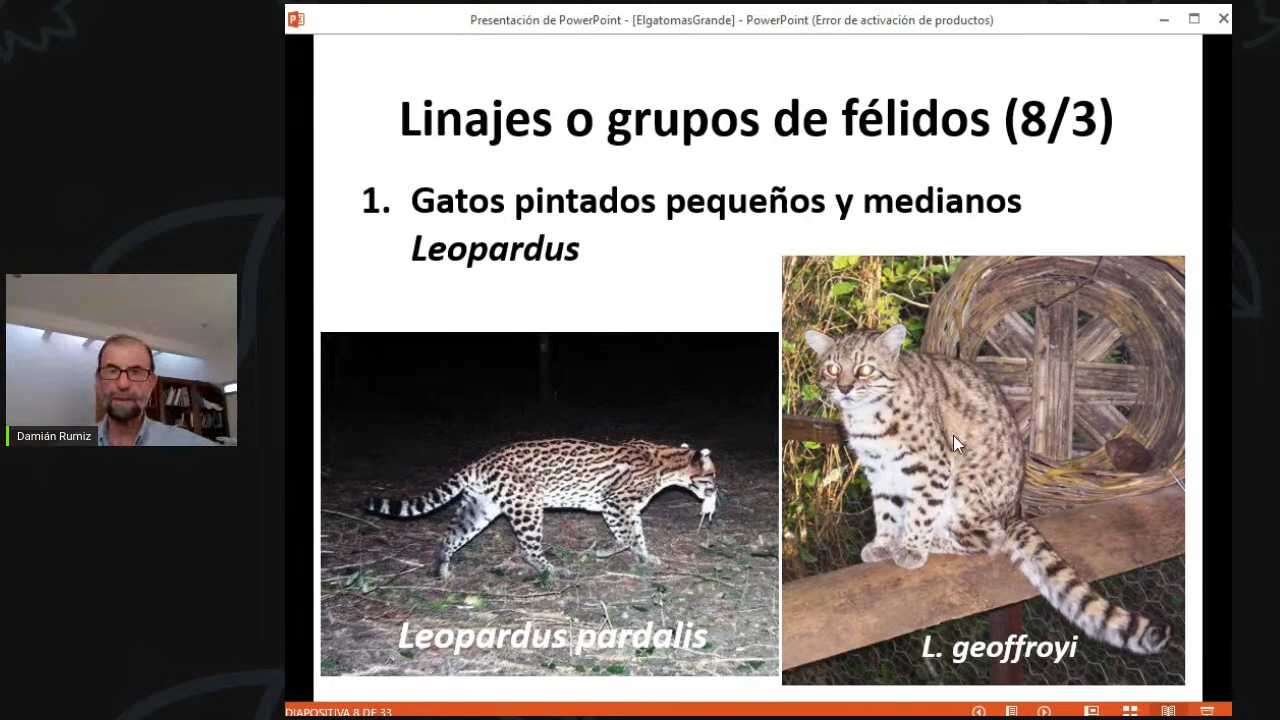 Presentación de PowerPoint - [ElgatomasGrande] - PowerPoint (Error de activación de productos)
Linajes o grupos de félidos (8/3)
1. Gatos pintados pequeños y medianos
Leopardus
Damián Rumiz
Leopardus pardalis
L. geoffroyi
DIAPOSITIVA 8 DE 33